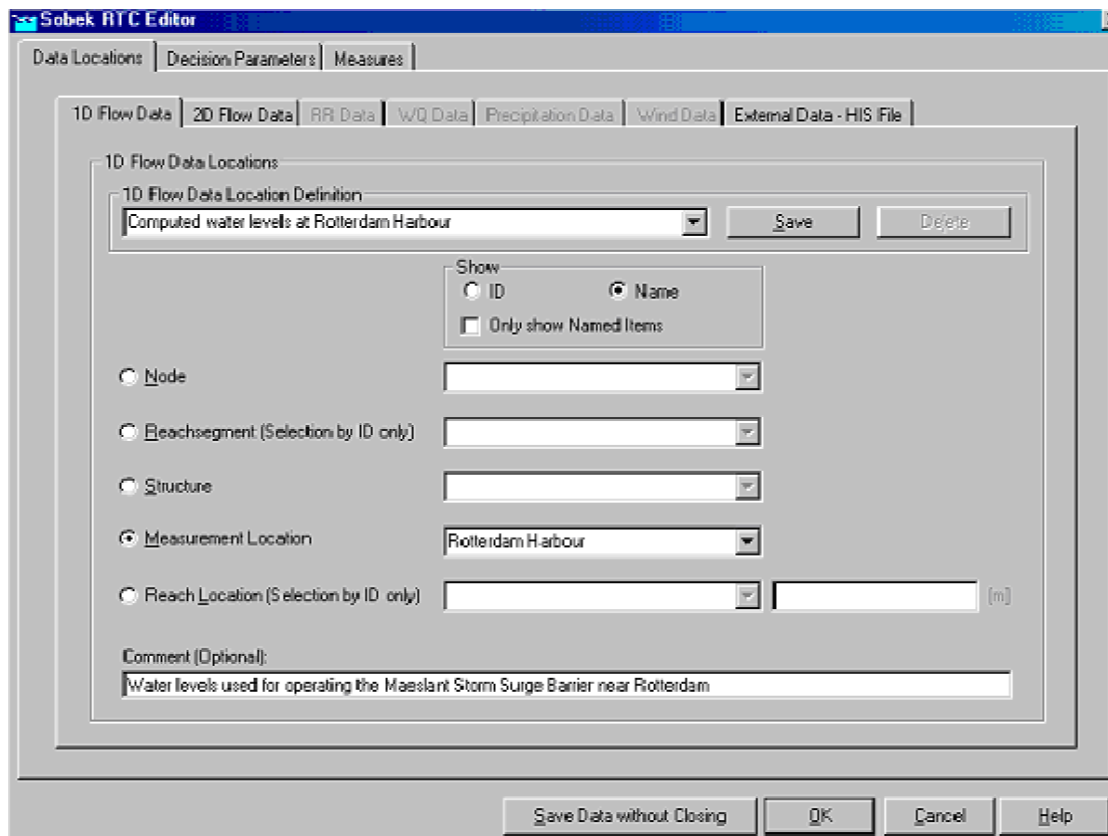 Sobek RTC Editor
Data Locations Decision Parameters Measures
1D Flow Data 2D Flow Data RR Data WQ Data Precipitation Data Wind Data External Data - HIS File
1D Flow Data Locations
1D Flow Data Location Definition
Computed water levels at Rotterdam Harbour Save Delete
Show
ID Name
Only show Named Items
Node
Reachsegment (Selection by ID only)
Structure
Measurement Location Rotterdam Harbour
Reach Location (Selection by ID only) [m]
Comment (Optional):
Water levels used for operating the Maeslant Storm Surge Barrier near Rotterdam
Save Data without Closing OK Cancel Help